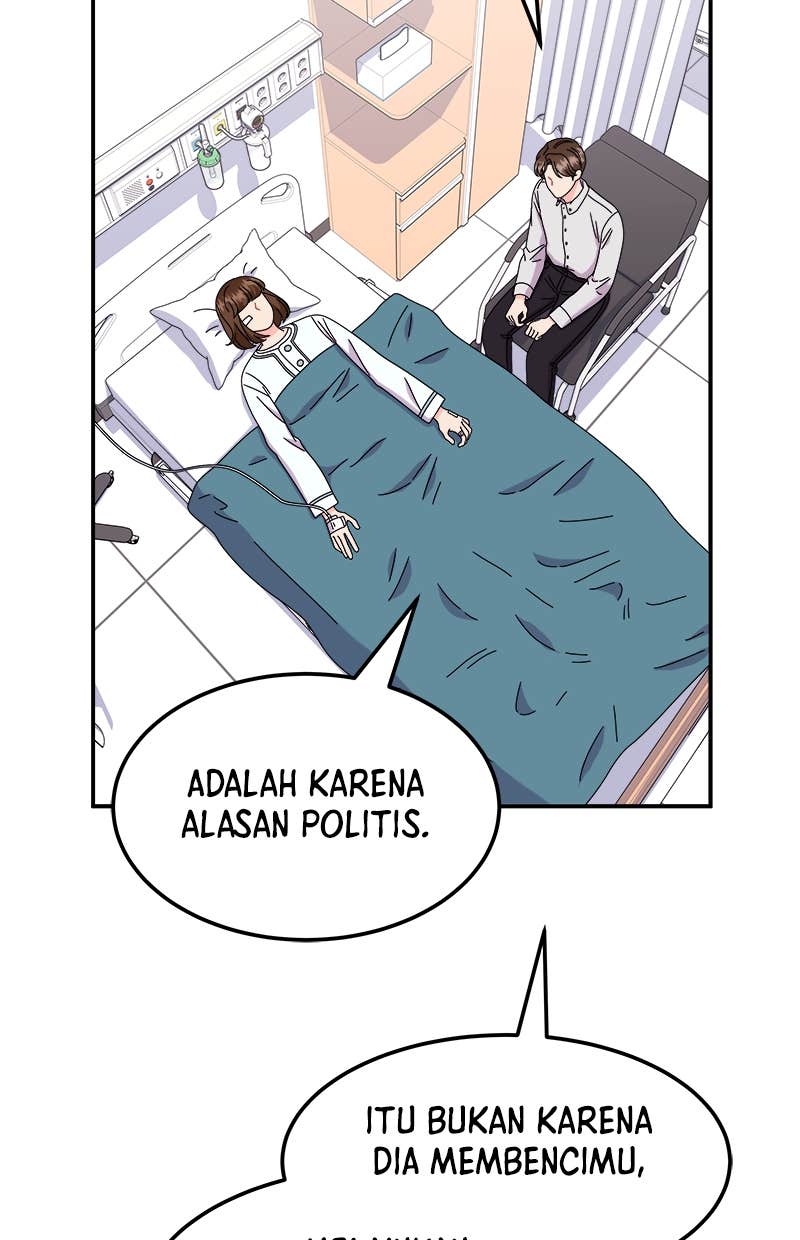 ADALAH KARENA
ALASAN POLITIS.
ITU BUKAN KARENA
DIA MEMBENCIMU,